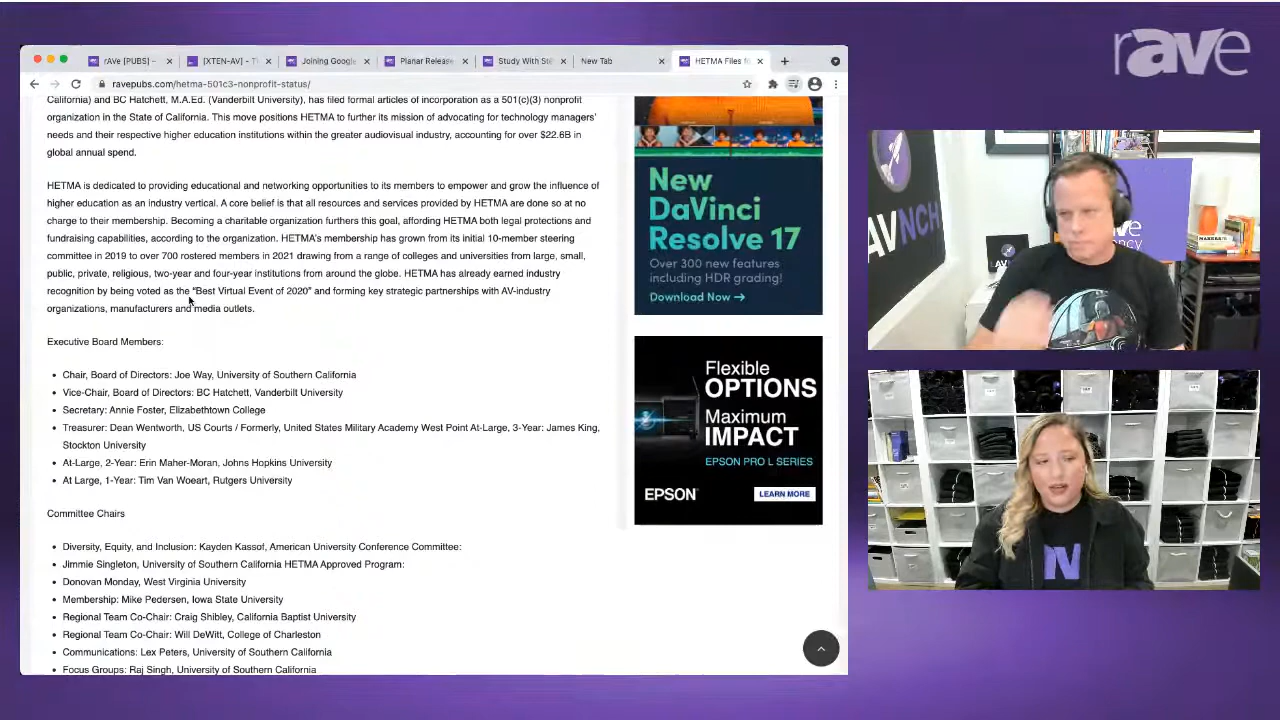 rAVe
rAVe [PUBS] –
[XTEN-AV] – T
Joining Google
Planar Release
Study With Ste
New Tab
HETMA Files fo
ravepubs.com/hetma-501c3-nonprofit-status/
California) and BC Hatchett, M.A.Ed. (Vanderbilt University), has filed formal articles of incorporation as a 501(c)(3) nonprofit
organization in the State of California. This move positions HETMA to further its mission of advocating for technology managers'
needs and their respective higher education institutions within the greater audiovisual industry, accounting for over $22.6B in
global annual spend.
HETMA is dedicated to providing educational and networking opportunities to its members to empower and grow the influence of
higher education as an industry vertical. A core belief is that all resources and services provided by HETMA are done so at no
charge to their membership. Becoming a charitable organization furthers this goal, affording HETMA both legal protections and
fundraising capabilities, according to the organization. HETMA's membership has grown from its initial 10-member steering
committee in 2019 to over 700 rostered members in 2021 drawing from a range of colleges and universities from large, small,
public, private, religious, two-year and four-year institutions from around the globe. HETMA has already earned industry
recognition by being voted as the “Best Virtual Event of 2020” and forming key strategic partnerships with AV-industry
organizations, manufacturers and media outlets.
Executive Board Members:
• Chair, Board of Directors: Joe Way, University of Southern California
• Vice-Chair, Board of Directors: BC Hatchett, Vanderbilt University
• Secretary: Annie Foster, Elizabethtown College
• Treasurer: Dean Wentworth, US Courts / Formerly, United States Military Academy West Point At-Large, 3-Year: James King,
Stockton University
• At-Large, 2-Year: Erin Maher-Moran, Johns Hopkins University
• At Large, 1-Year: Tim Van Woeart, Rutgers University
Committee Chairs
• Diversity, Equity, and Inclusion: Kayden Kassof, American University Conference Committee:
• Jimmie Singleton, University of Southern California HETMA Approved Program:
• Donovan Monday, West Virginia University
• Membership: Mike Pedersen, Iowa State University
• Regional Team Co-Chair: Craig Shibley, California Baptist University
• Regional Team Co-Chair: Will DeWitt, College of Charleston
• Communications: Lex Peters, University of Southern California
• Focus Groups: Raj Singh, University of Southern California
New
DaVinci
Resolve 17
Over 300 new features
including HDR grading!
Download Now →
Flexible
OPTIONS
Maximum
IMPACT
EPSON PRO L SERIES
EPSON
LEARN MORE
AVNCH
N